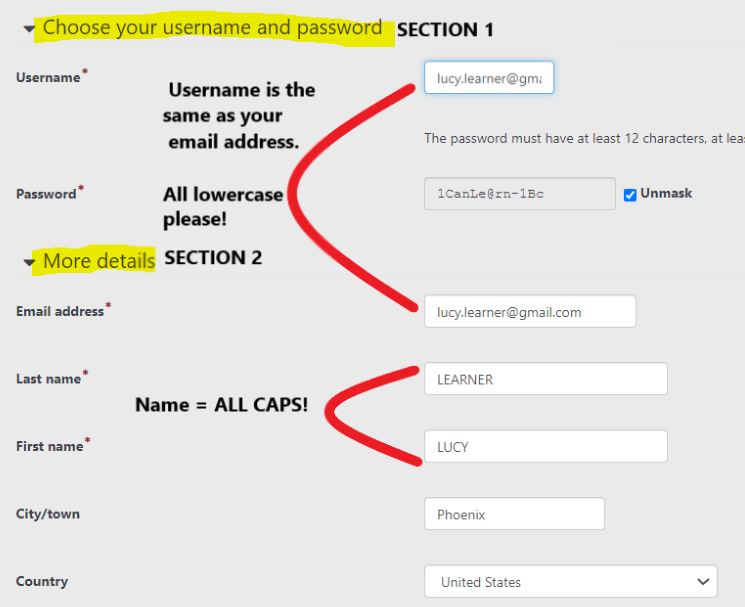 Choose your username and password SECTION 1
Username*
lucy.learner@gma
Username is the
same as your
email address.
The password must have at least 12 characters, at leas
Password*
All lowercase
please!
1CanLe@rn-1Bc
Unmask
More details SECTION 2
Email address*
lucy.learner@gmail.com
Last name*
LEARNER
Name = ALL CAPS!
First name*
LUCY
City/town
Phoenix
Country
United States